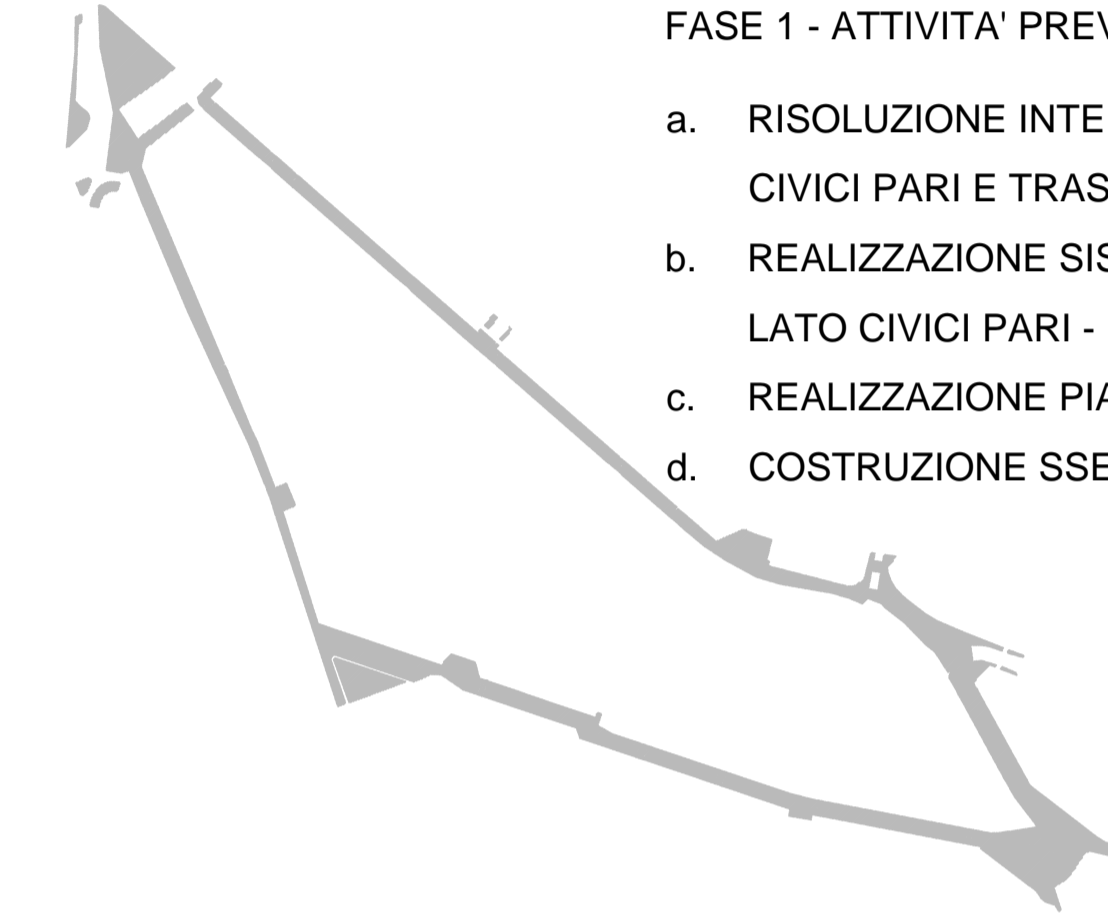 FASE 1 - ATTIVITA' PREV
a. RISOLUZIONE INTE
CIVICI PARI E TRAS
b. REALIZZAZIONE SIS
LATO CIVICI PARI -
c. REALIZZAZIONE PIA
d. COSTRUZIONE SSE